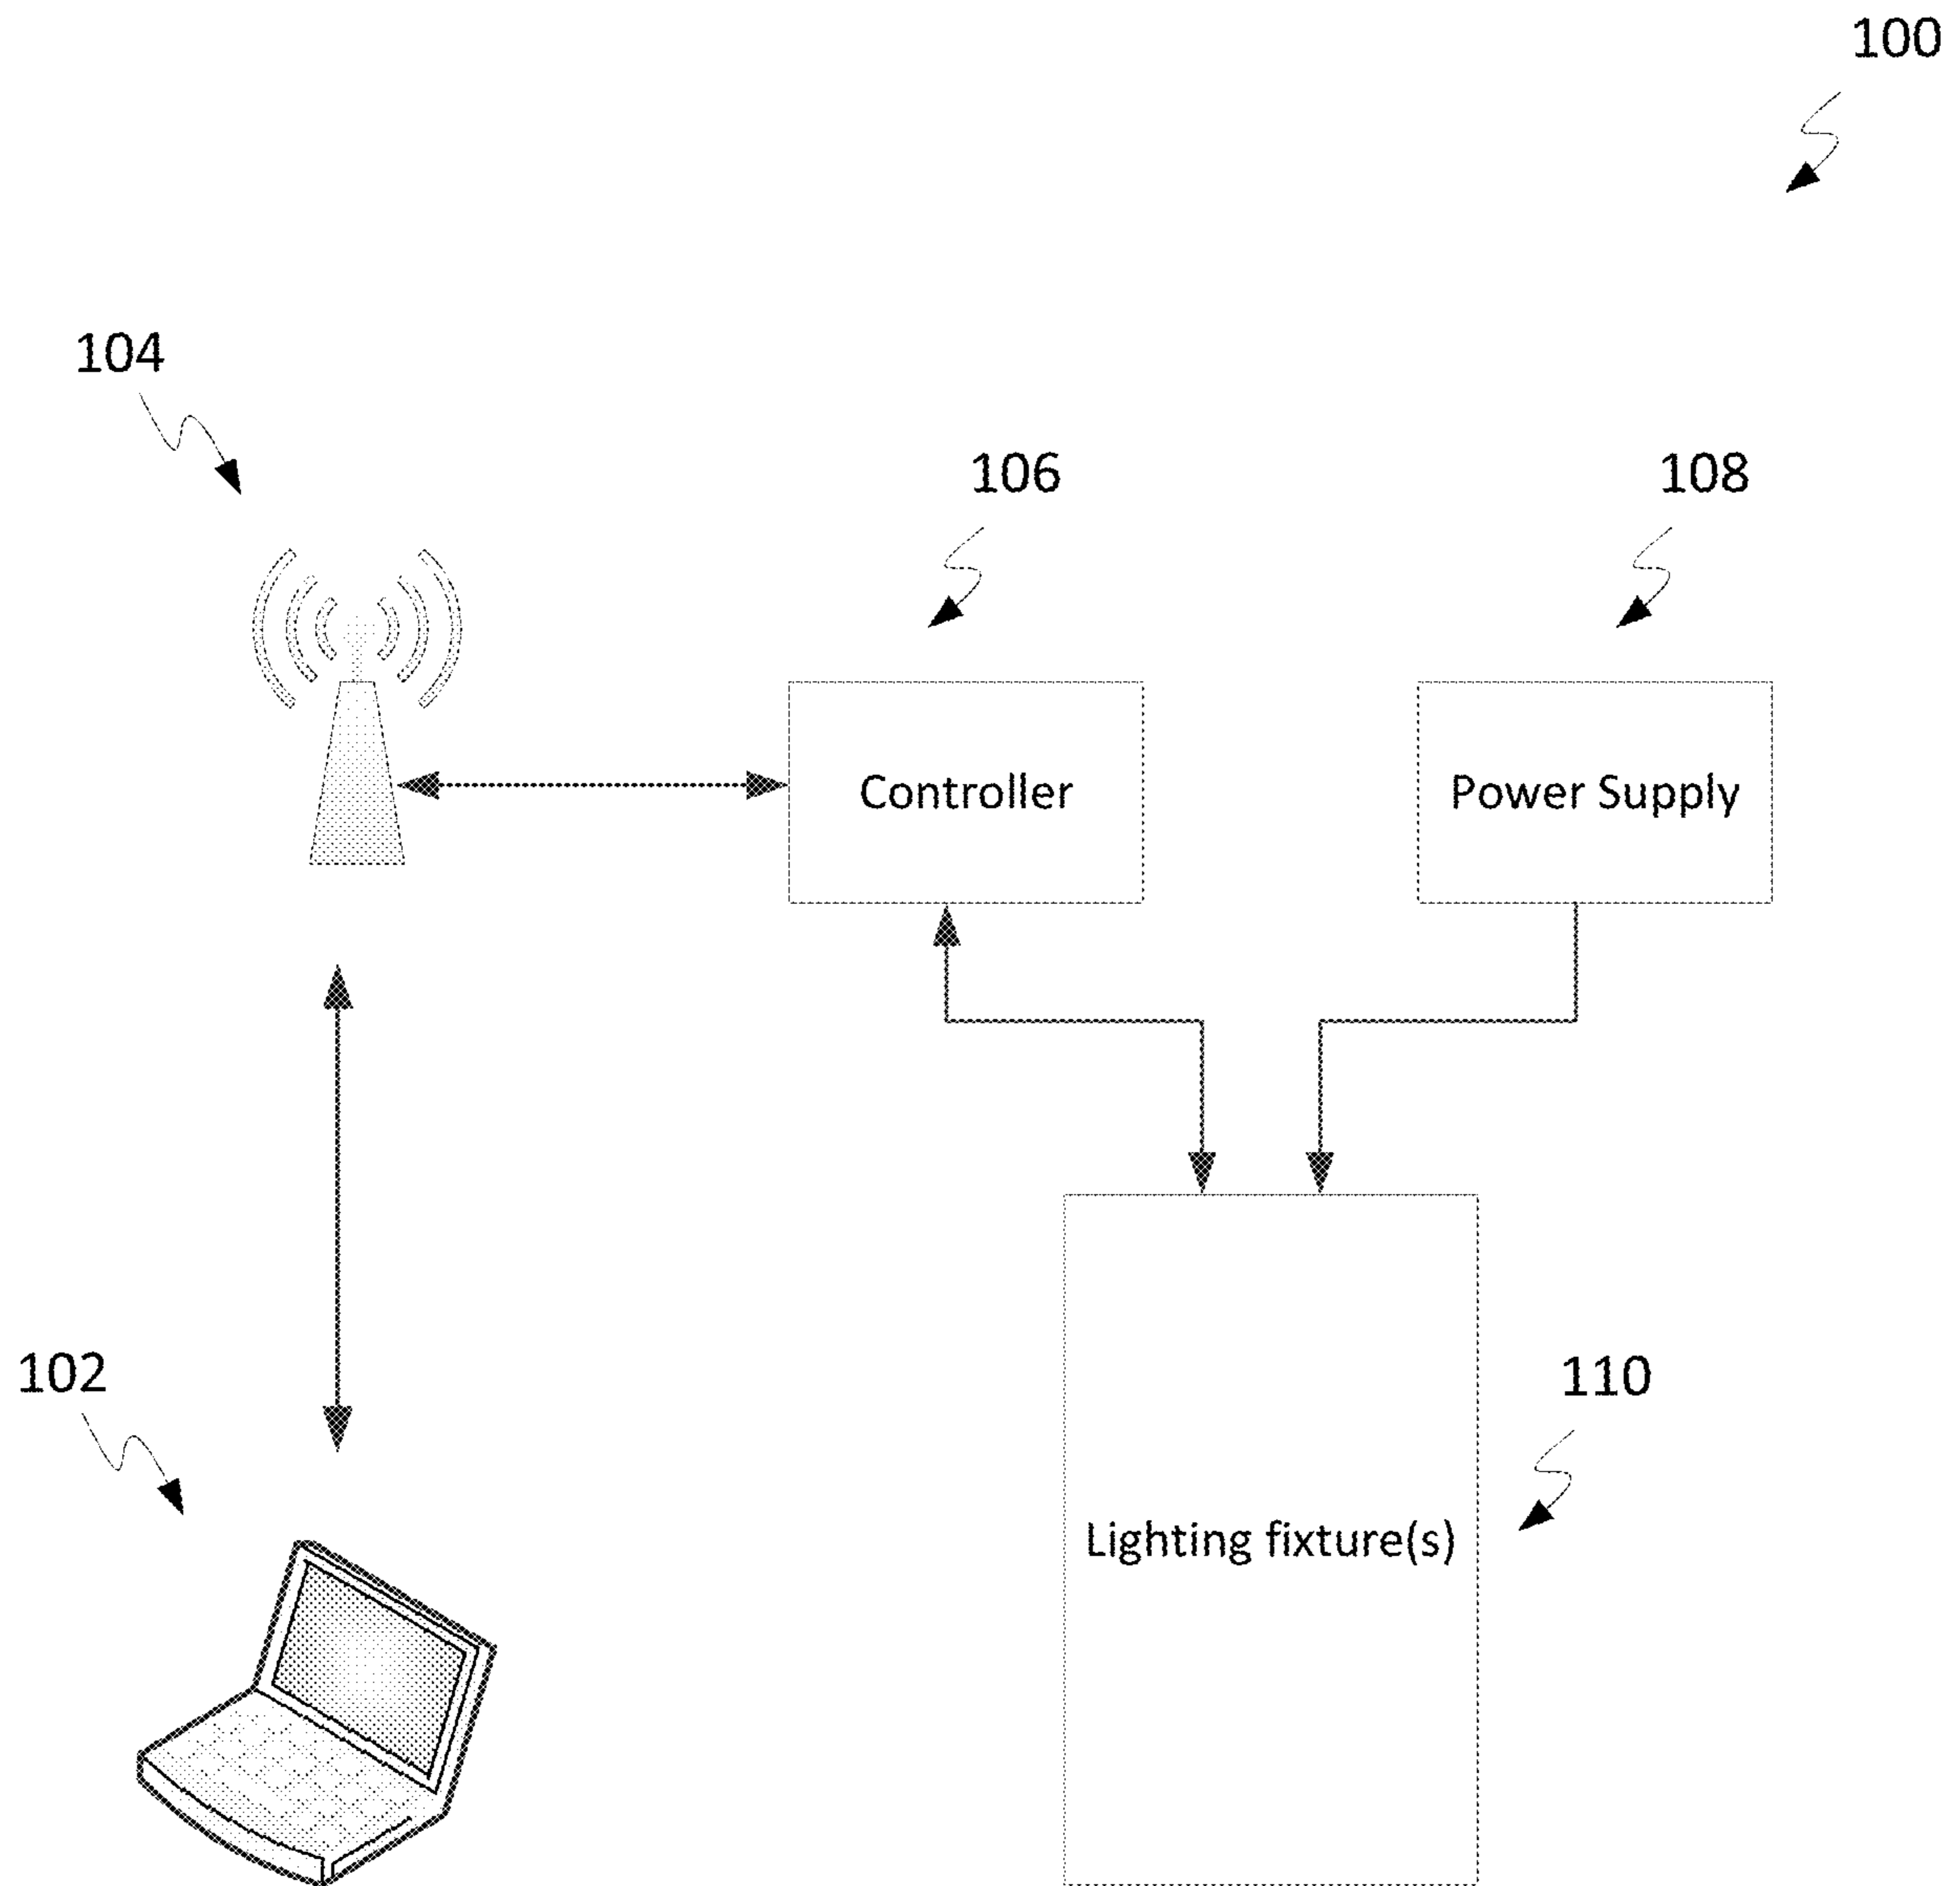 100
104
106
108
Controller
Power Supply
102
110
Lighting fixture(s)